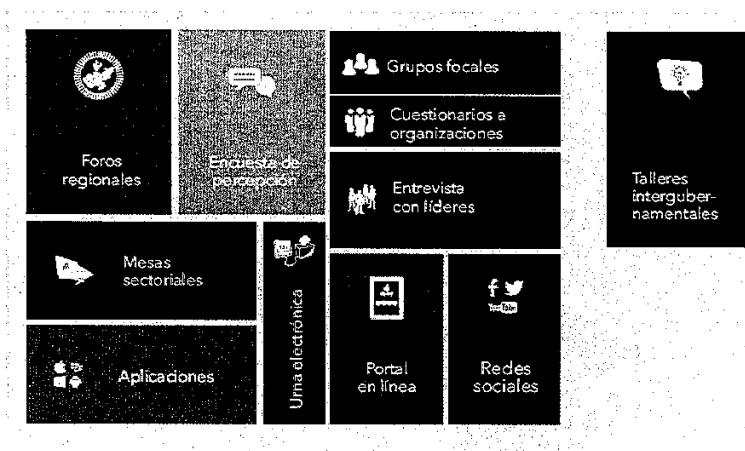 Foros
regionales
Encuesta de
percepción
Grupos focales
Cuestionarios a
organizaciones
Entrevista
con líderes
Mesas
sectoriales
Aplicaciones
Urna electrónica
Portal
en línea
f
YouTube
Redes
sociales
Talleres
interguber-
namentales